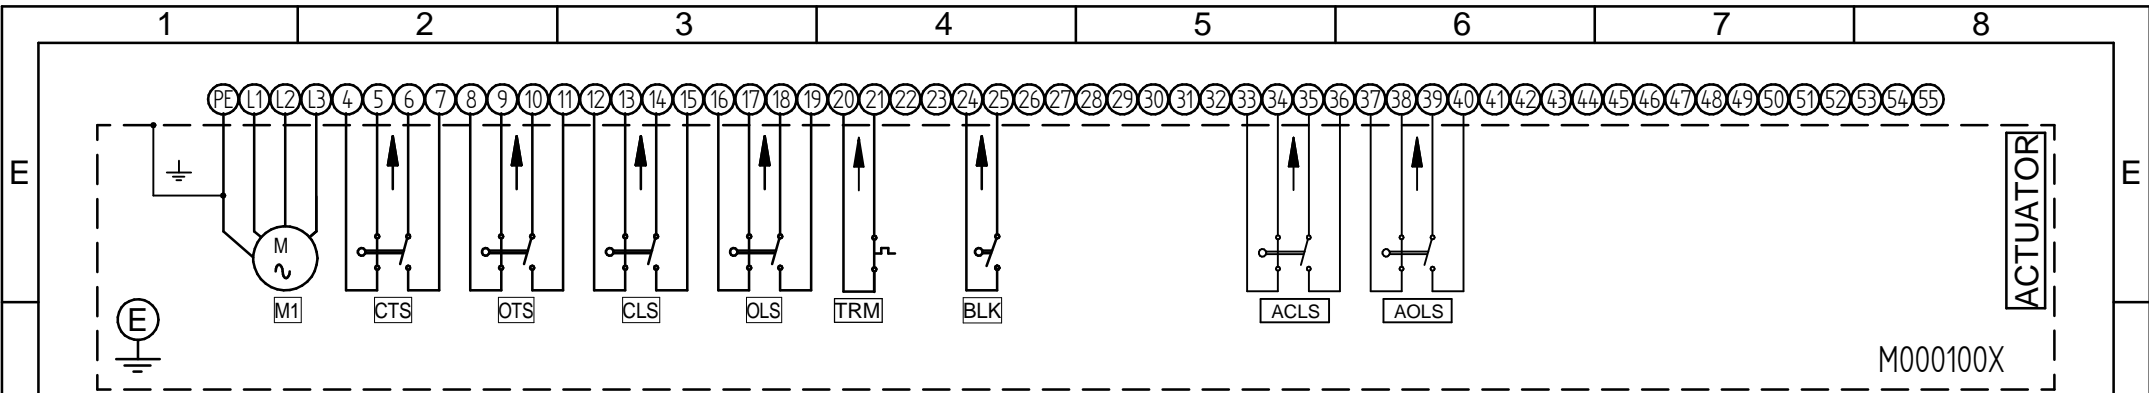 1 2 3 4 5 6 7 8
PE L1 L2 L3 4 5 6 7 8 9 10 11 12 13 14 15 16 17 18 19 20 21 22 23 24 25 26 27 28 29 30 31 32 33 34 35 36 37 38 39 40 41 42 43 44 45 46 47 48 49 50 51 52 53 54 55
E E
ACTUATOR
M
M1 CTS OTS CLS OLS TRM BLK ACLS AOLS
E
M000100X